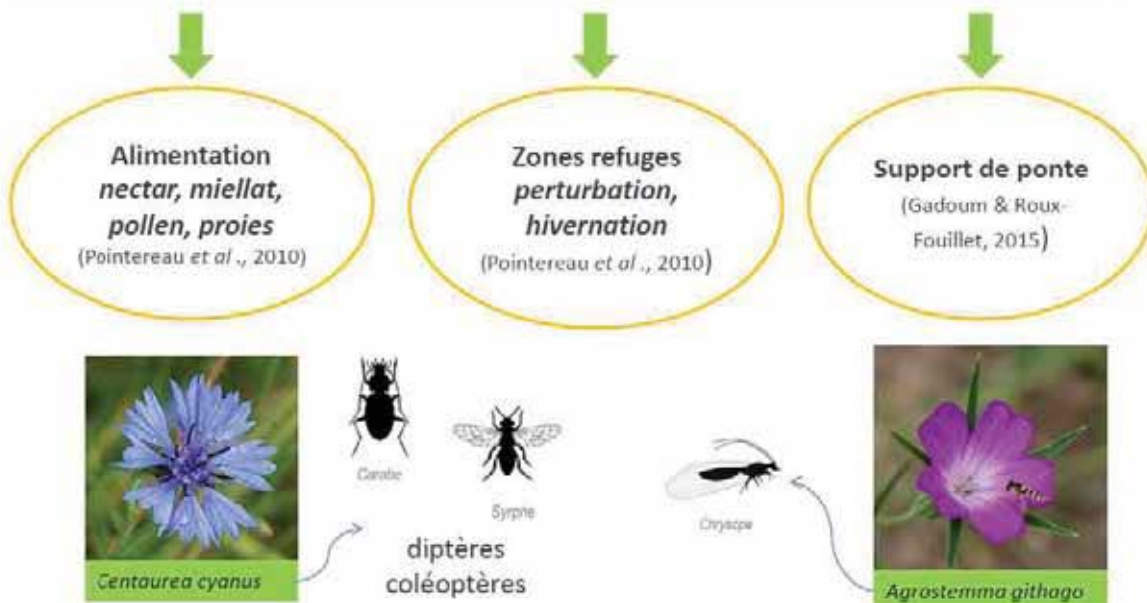 Alimentation
nectar, miellat,
pollen, proies
(Pointereau et al ., 2010)
Zones refuges
perturbation,
hivernation
(Pointereau et al ., 2010)
Support de ponte
(Gadoum & Roux-
Fouillet, 2015)
Carabe
Syrphe
Chrysope
diptères
coléoptères
Centaurea cyanus
Agrostemma githago